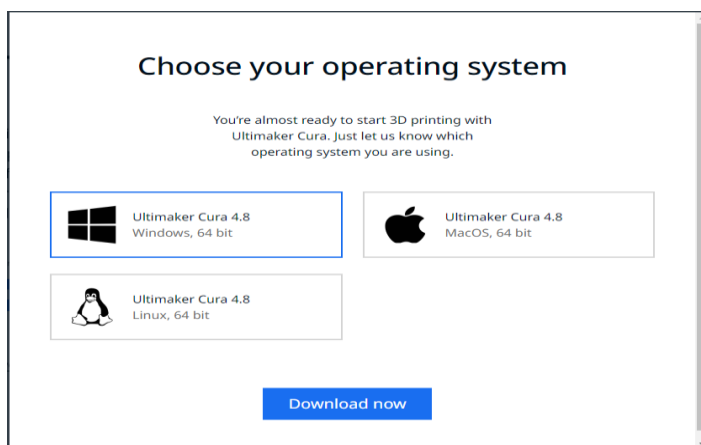 Choose your operating system
You're almost ready to start 3D printing with
Ultimaker Cura. Just let us know which
operating system you are using.
Ultimaker Cura 4.8
Windows, 64 bit
Ultimaker Cura 4.8
MacOS, 64 bit
Ultimaker Cura 4.8
Linux, 64 bit
Download now